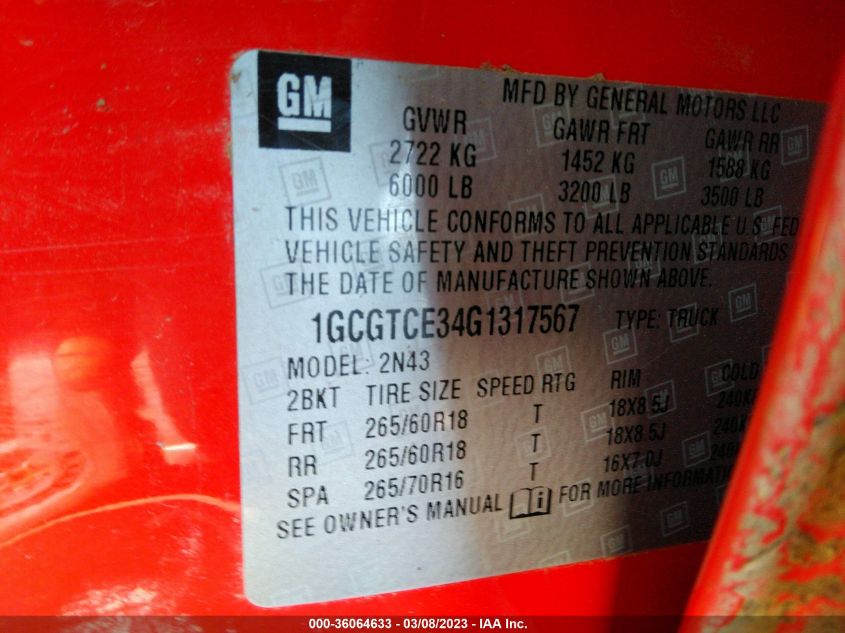 GM
MFD BY GENERAL MOTORS LLC
GVWR GAWR FRT GAWR RR
2722 KG 1452 KG 1588 KG
6000 LB 3200 LB 3500 LB
THIS VEHICLE CONFORMS TO ALL APPLICABLE U.S. FED
VEHICLE SAFETY AND THEFT PREVENTION STANDARDS
THE DATE OF MANUFACTURE SHOWN ABOVE.
1GCGTCE34G1317567 TYPE: TRUCK
MODEL: 2N43
2BKT TIRE SIZE SPEED RTG RIM COLD
FRT 265/60R18 T 18X8.5J 240K
RR 265/60R18 T 18X8.5J 240K
SPA 265/70R16 T 16X7.0J 240
SEE OWNER'S MANUAL FOR MORE INFORMATI
000-36064633 - 03/08/2023 - IAA Inc.